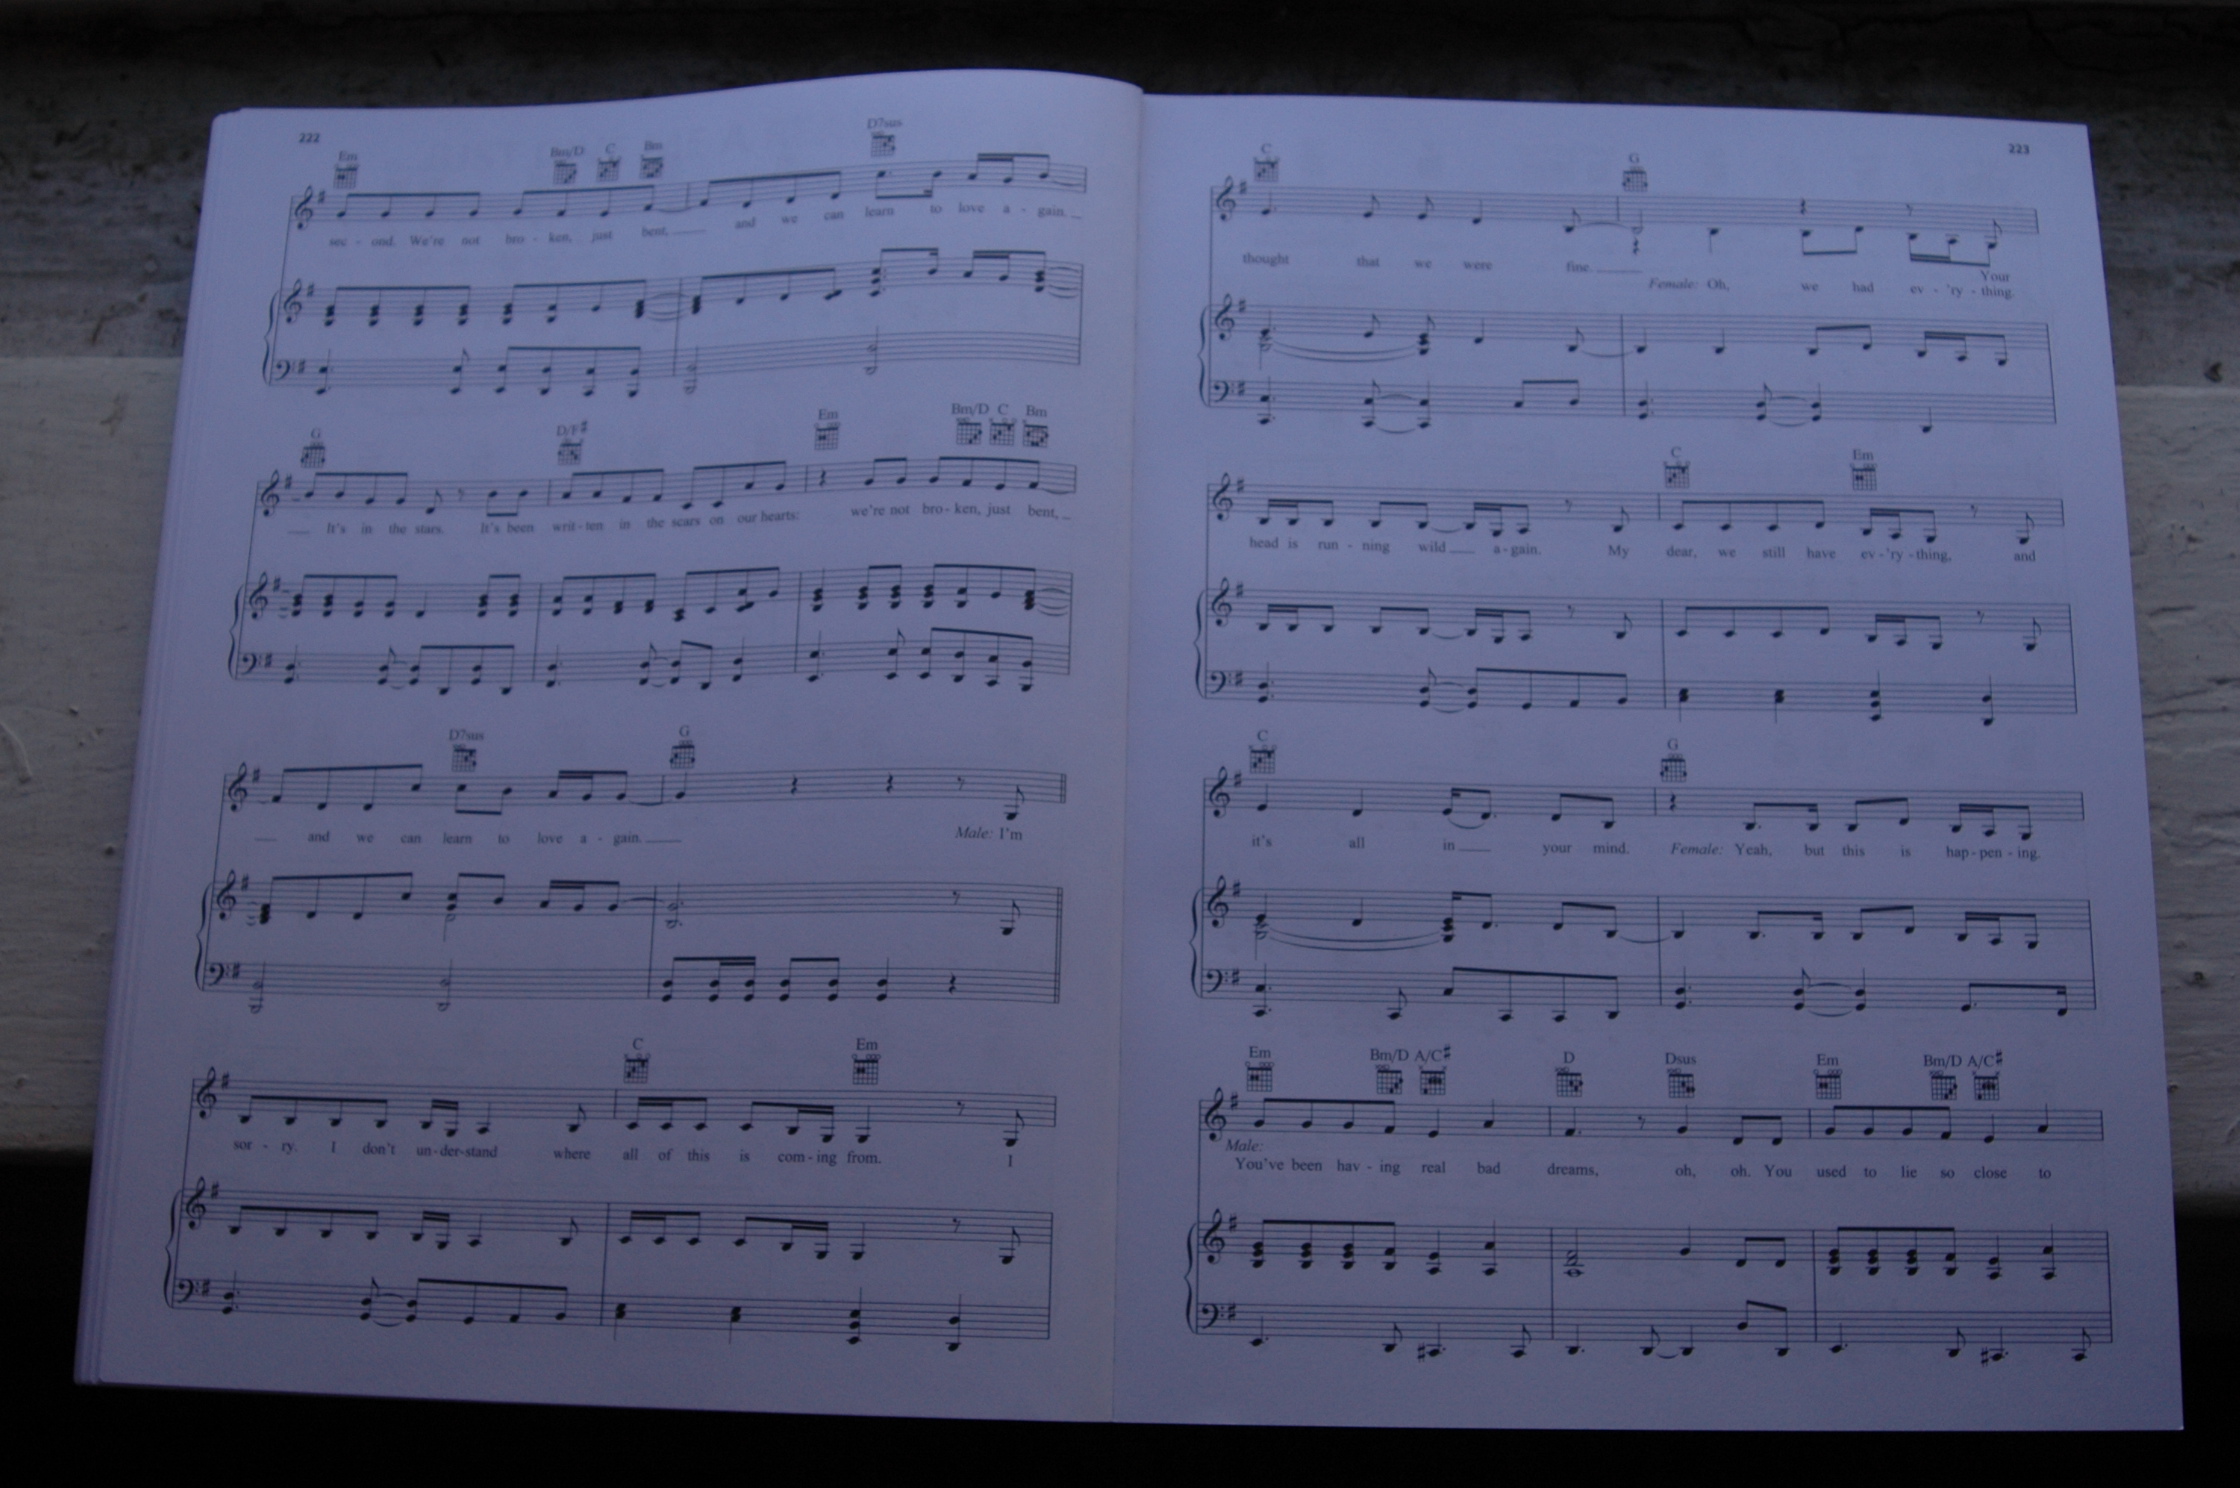 222
Em Bm/D C Bm D7sus
sec - ond. We're not bro - ken, just bent, and we can learn to love a - gain.
G D/F♯ Em Bm/D C Bm
It's in the stars. It's been writ - ten in the scars on our hearts: we're not bro - ken, just bent,
D7sus G
and we can learn to love a - gain. Male: I'm
C Em
sor - ry. I don't un - der - stand where all of this is com - ing from. I
223
C G
thought that we were fine. Female: Oh, we had ev - 'ry - thing. Your
C Em
head is run - ning wild a - gain. My dear, we still have ev - 'ry - thing, and
C G
it's all in your mind. Female: Yeah, but this is hap - pen - ing.
Em Bm/D A/C♯ D Dsus Em Bm/D A/C♯
Male:
You've been hav - ing real bad dreams, oh, oh. You used to lie so close to